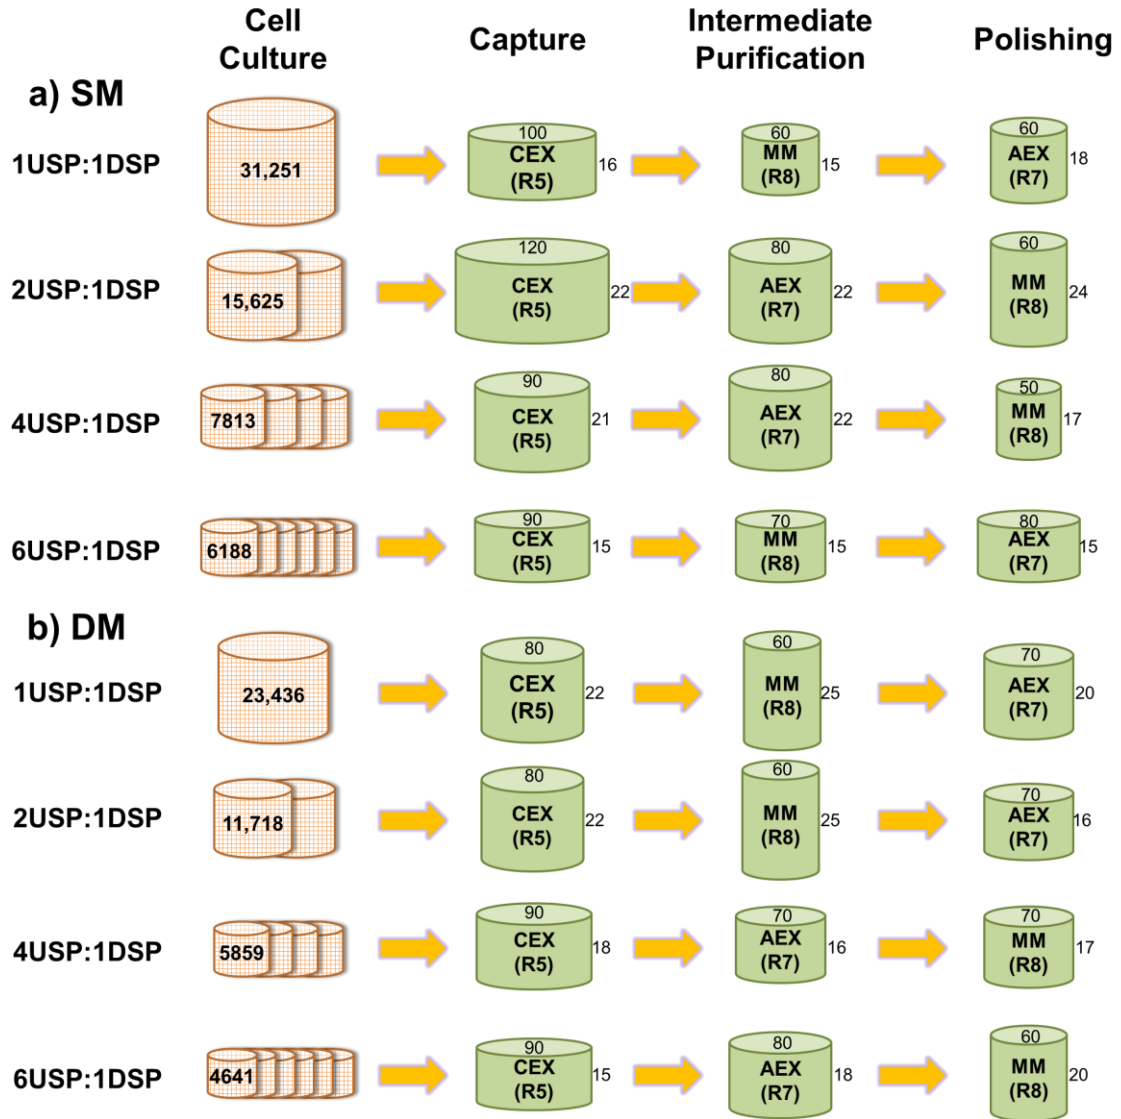 Cell
Culture
Capture
Intermediate
Purification
Polishing
a) SM
1USP:1DSP
31,251
100
CEX
(R5)
16
60
MM
(R8)
15
60
AEX
(R7)
18
2USP:1DSP
15,625
120
CEX
(R5)
22
80
AEX
(R7)
22
60
MM
(R8)
24
4USP:1DSP
7813
90
CEX
(R5)
21
80
AEX
(R7)
22
50
MM
(R8)
17
6USP:1DSP
6188
90
CEX
(R5)
15
70
MM
(R8)
15
80
AEX
(R7)
15
b) DM
1USP:1DSP
23,436
80
CEX
(R5)
22
60
MM
(R8)
25
70
AEX
(R7)
20
2USP:1DSP
11,718
80
CEX
(R5)
22
60
MM
(R8)
25
70
AEX
(R7)
16
4USP:1DSP
5859
90
CEX
(R5)
18
70
AEX
(R7)
16
70
MM
(R8)
17
6USP:1DSP
4641
90
CEX
(R5)
15
80
AEX
(R7)
18
60
MM
(R8)
20